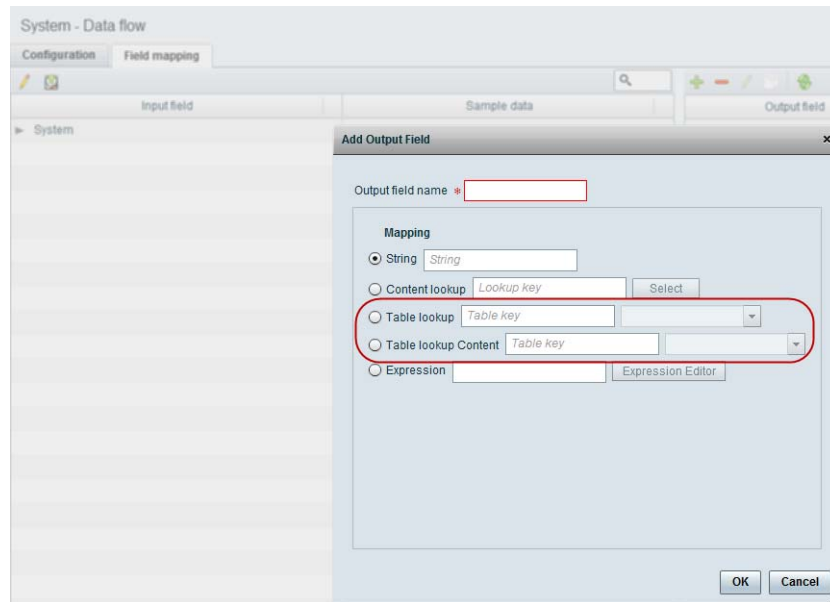 System - Data flow
Configuration Field mapping
Input field Sample data Output field
System
Add Output Field ×
Output field name *
Mapping
String String
Content lookup Lookup key Select
Table lookup Table key
Table lookup Content Table key
Expression Expression Editor
OK Cancel